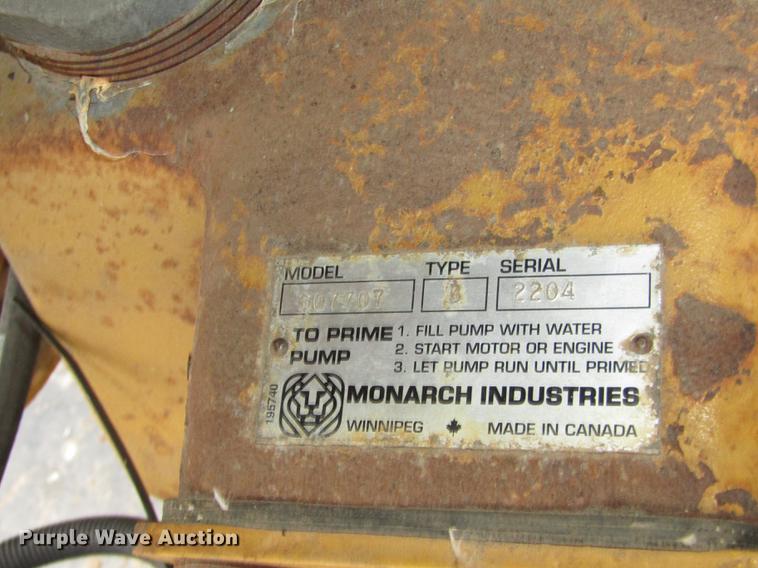 MODEL TYPE SERIAL
2204
TO PRIME PUMP
1. FILL PUMP WITH WATER
2. START MOTOR OR ENGINE
3. LET PUMP RUN UNTIL PRIMED
195740
MONARCH INDUSTRIES
WINNIPEG MADE IN CANADA
Purple Wave Auction